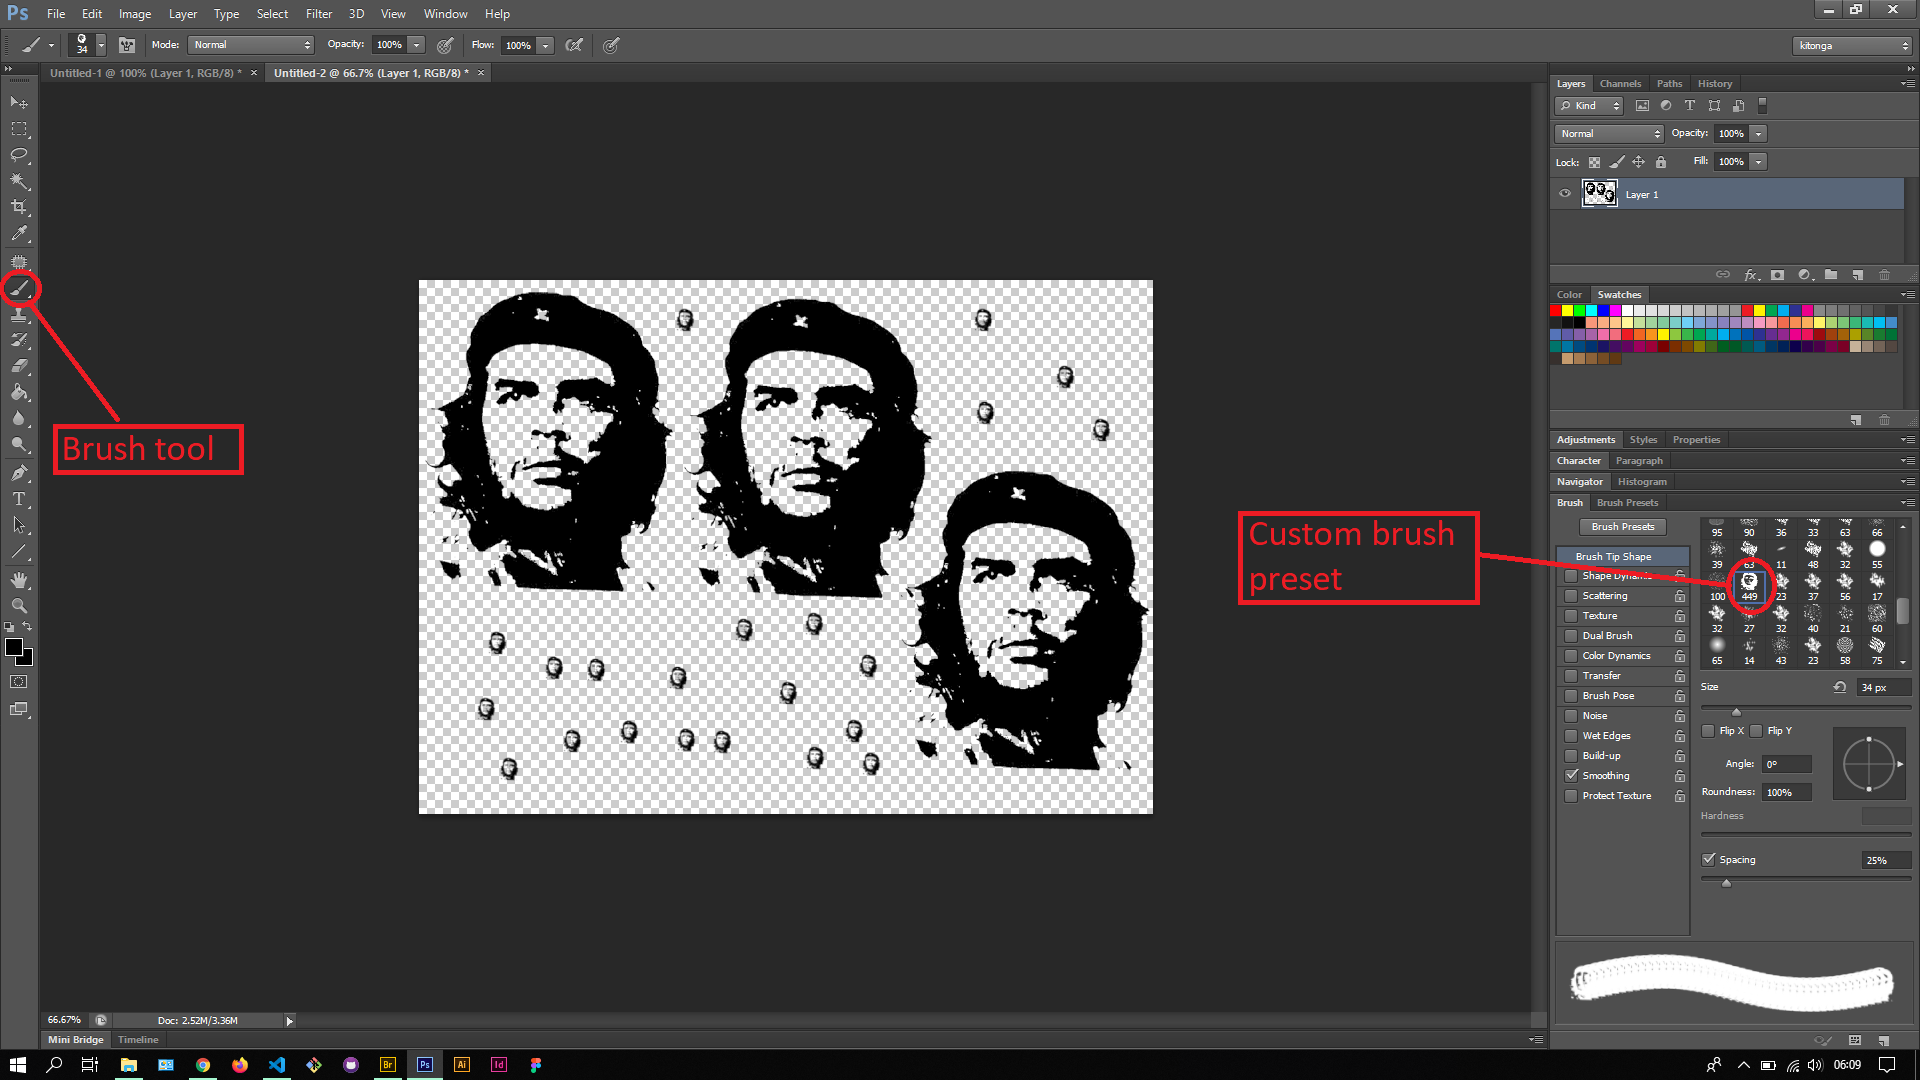 Ps File Edit Image Layer Type Select Filter 3D View Window Help
34 Mode: Normal Opacity: 100% Flow: 100% kitonga
Untitled-1 @ 100% (Layer 1, RGB/8) * × Untitled-2 @ 66.7% (Layer 1, RGB/8) * ×
Layers Channels Paths History
Kind
Normal Opacity: 100%
Lock: Fill: 100%
Layer 1
fx
Color Swatches
Brush tool
Adjustments Styles Properties
Character Paragraph
Navigator Histogram
Brush Brush Presets
Custom brush
preset
Brush Presets
Brush Tip Shape
Shape Dynamics
Scattering
Texture
Dual Brush
Color Dynamics
Transfer
Brush Pose
Noise
Wet Edges
Build-up
Smoothing
Protect Texture
95 90 36 33 63 66
39 63 11 48 32 55
100 449 23 37 56 17
32 27 32 40 21 60
65 14 43 23 58 75
Size 34 px
Flip X Flip Y
Angle: 0º
Roundness: 100%
Hardness
Spacing 25%
66.67% Doc: 2.52M/3.36M
Mini Bridge Timeline
Br Ps Ai Id 06:09